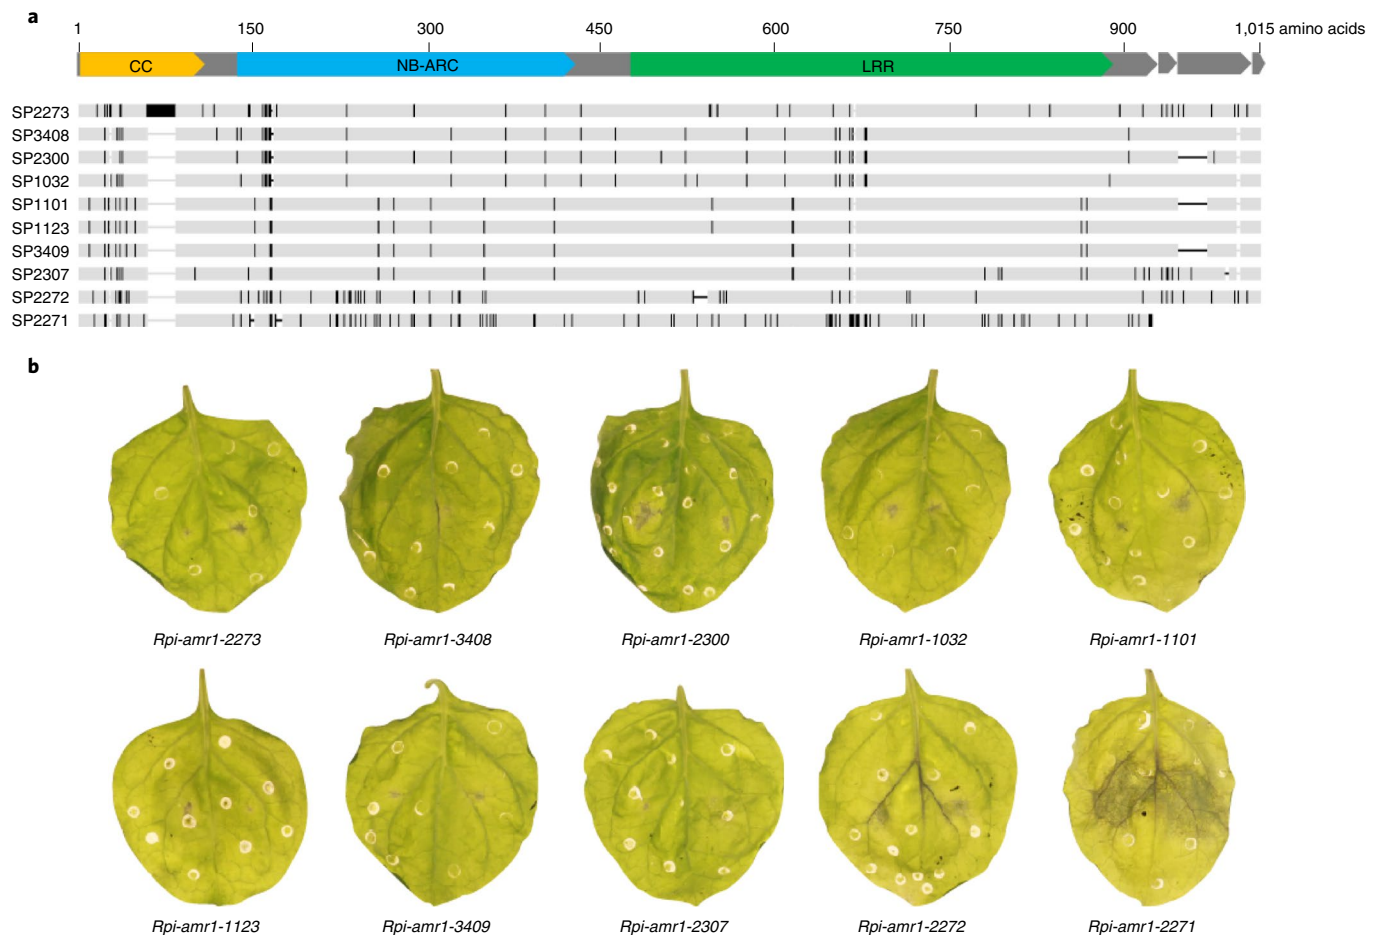 a
1 150 300 450 600 750 900 1,015 amino acids
CC NB-ARC LRR
SP2273
SP3408
SP2300
SP1032
SP1101
SP1123
SP3409
SP2307
SP2272
SP2271
b
Rpi-amr1-2273 Rpi-amr1-3408 Rpi-amr1-2300 Rpi-amr1-1032 Rpi-amr1-1101
Rpi-amr1-1123 Rpi-amr1-3409 Rpi-amr1-2307 Rpi-amr1-2272 Rpi-amr1-2271